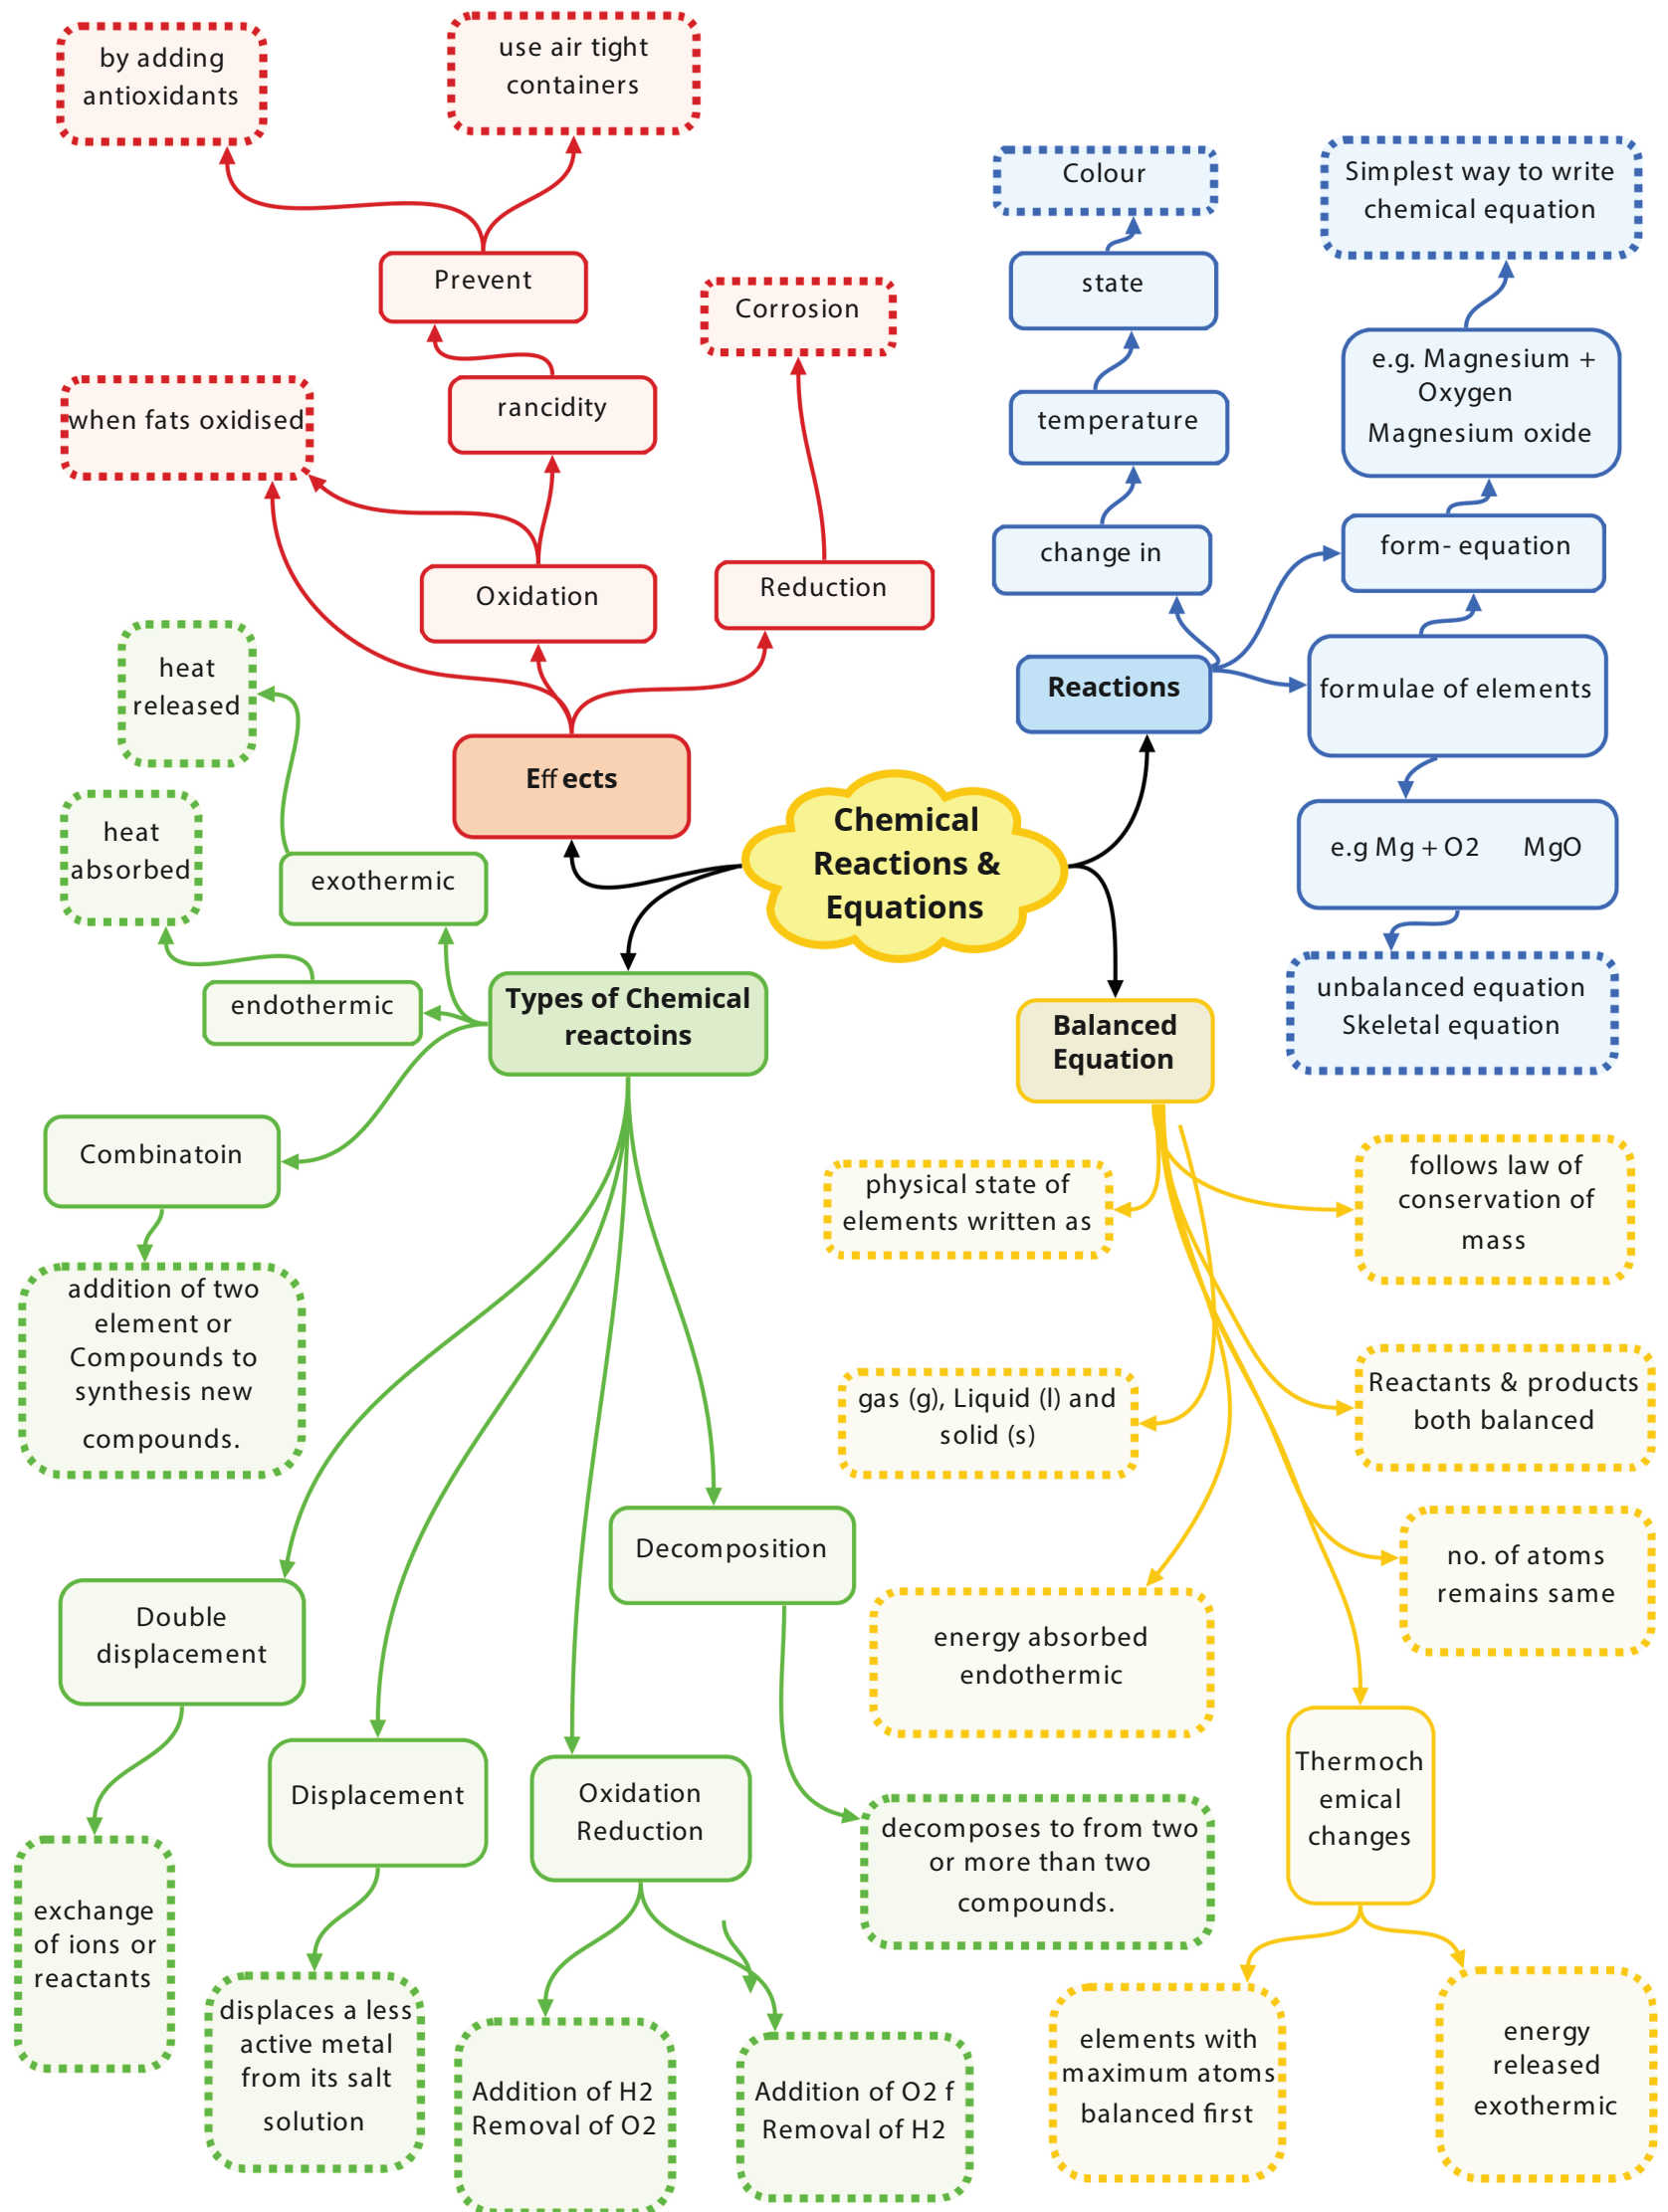 by adding
antioxidants
use air tight
containers
Prevent
Corrosion
when fats oxidised
rancidity
Oxidation
Reduction
Effects
Colour
state
temperature
change in
Reactions
Simplest way to write
chemical equation
e.g. Magnesium +
Oxygen
Magnesium oxide
form- equation
formulae of elements
e.g Mg + O2 MgO
unbalanced equation
Skeletal equation
Chemical
Reactions &
Equations
heat
released
heat
absorbed
exothermic
endothermic
Types of Chemical
reactoins
Combinatoin
addition of two
element or
Compounds to
synthesis new
compounds.
Double
displacement
exchange
of ions or
reactants
Displacement
displaces a less
active metal
from its salt
solution
Oxidation
Reduction
Addition of H2
Removal of O2
Addition of O2 f
Removal of H2
Decomposition
decomposes to from two
or more than two
compounds.
Balanced
Equation
physical state of
elements written as
follows law of
conservation of
mass
gas (g), Liquid (l) and
solid (s)
Reactants & products
both balanced
energy absorbed
endothermic
no. of atoms
remains same
Thermoch
emical
changes
elements with
maximum atoms
balanced first
energy
released
exothermic